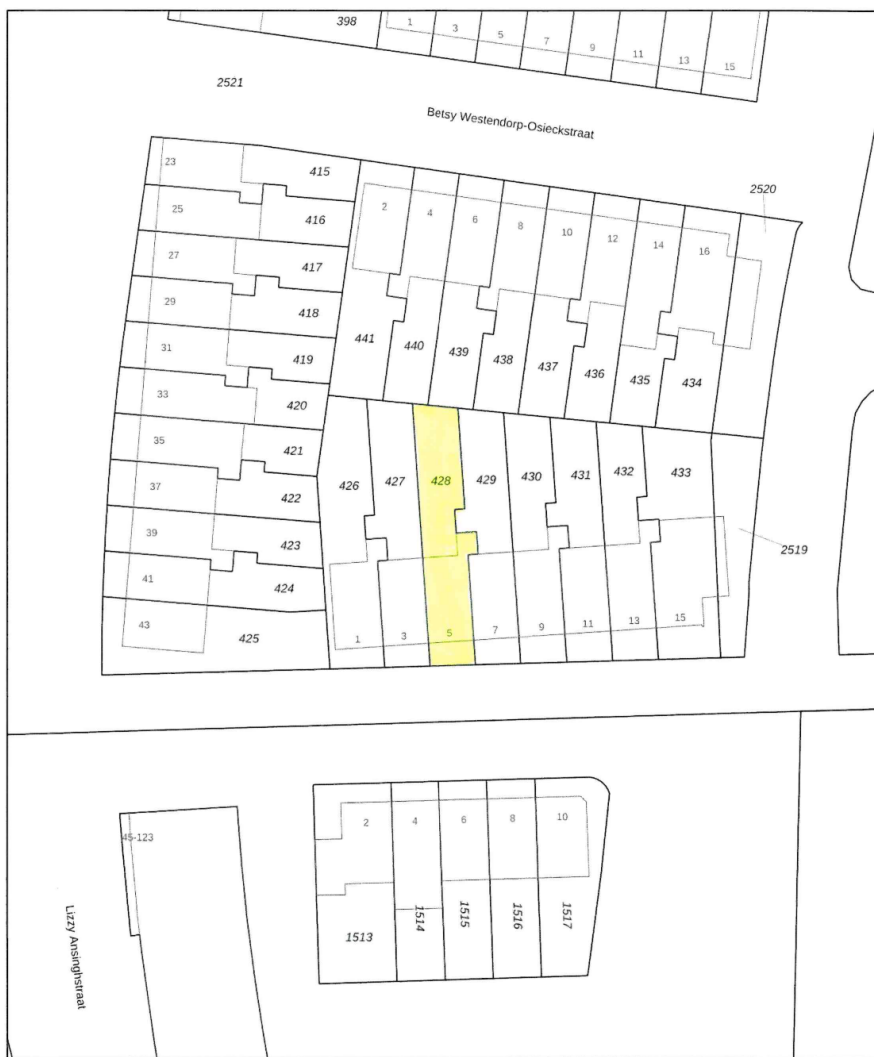 398
1 3 5 7 9 11 13 15
2521
Betsy Westendorp-Osieckstraat
23 415
2520
25 416
2 4 6 8 10 12 14 16
27 417
29 418
31 419
441 440 439 438 437 436 435 434
33 420
35 421
426 427 428 429 430 431 432 433
37 422
39 423
2519
41 424
43 425
1 3 5 7 9 11 13 15
2 4 6 8 10
45-123
1513 1514 1515 1516 1517
Lizzy Ansinghstraat